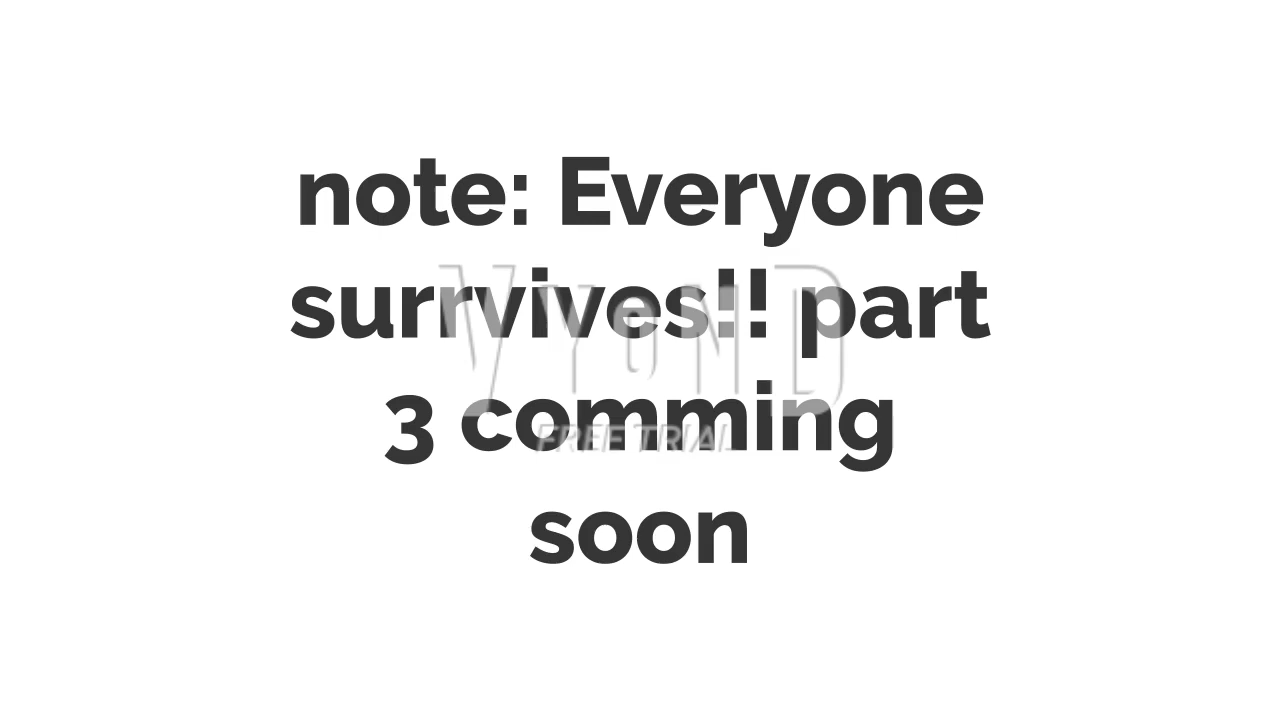 note: Everyone
surrvives!! part
VYOND
3 comming
FREE TRIAL
soon